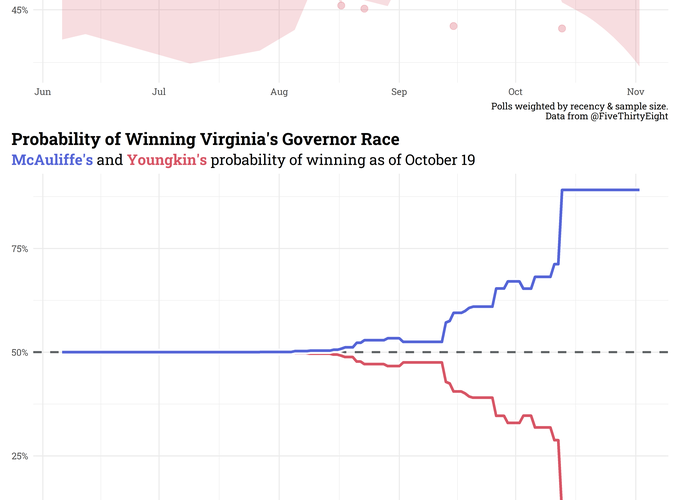 45%
Jun Jul Aug Sep Oct Nov
Polls weighted by recency & sample size.
Data from @FiveThirtyEight
Probability of Winning Virginia's Governor Race
McAuliffe's and Youngkin's probability of winning as of October 19
75%
50%
25%